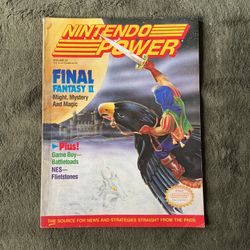 NINTENDO
POWER
FINAL
FANTASY II
Might, Mystery
And Magic
Plus!
Game Boy—
Battletoads
NES—
Flintstones
THE SOURCE FOR NEWS AND STRATEGIES STRAIGHT FROM THE PROS